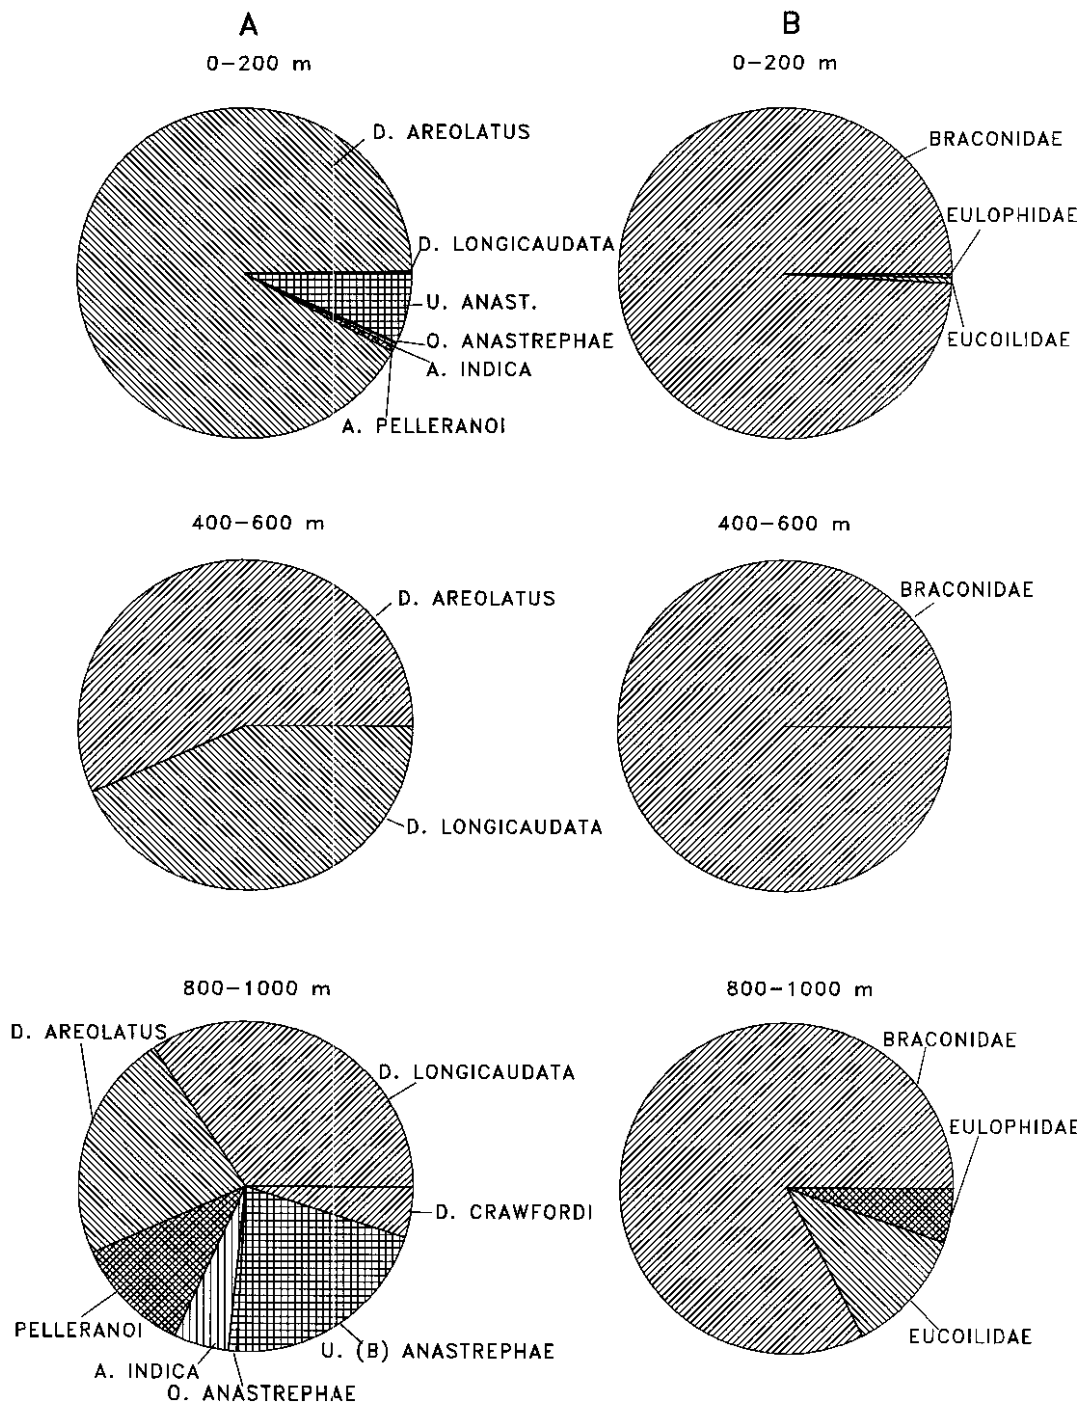 A
0-200 m
D. AREOLATUS
D. LONGICAUDATA
U. ANAST.
O. ANASTREPHAE
A. INDICA
A. PELLERANOI
B
0-200 m
BRACONIDAE
EULOPHIDAE
EUCOILIDAE
400-600 m
D. AREOLATUS
D. LONGICAUDATA
400-600 m
BRACONIDAE
800-1000 m
D. AREOLATUS
D. LONGICAUDATA
D. CRAWFORDI
PELLERANOI
U. (B) ANASTREPHAE
A. INDICA
O. ANASTREPHAE
800-1000 m
BRACONIDAE
EULOPHIDAE
EUCOILIDAE